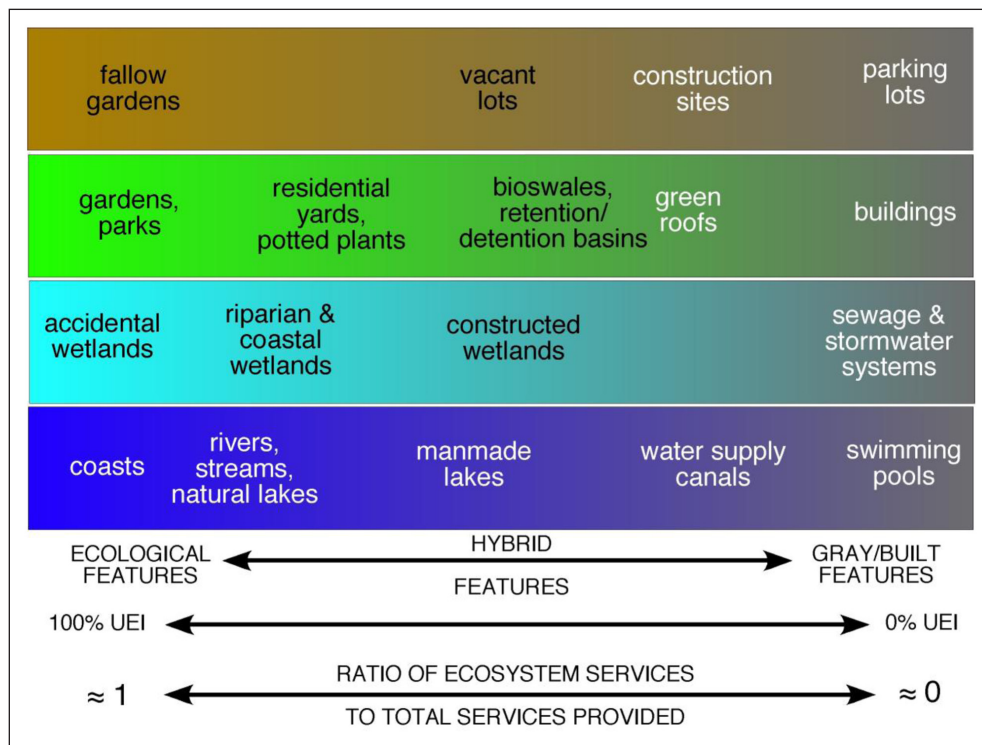 fallow
gardens
vacant
lots
construction
sites
parking
lots
gardens,
parks
residential
yards,
potted plants
bioswales,
retention/
detention basins
green
roofs
buildings
accidental
wetlands
riparian &
coastal
wetlands
constructed
wetlands
sewage &
stormwater
systems
coasts
rivers,
streams,
natural lakes
manmade
lakes
water supply
canals
swimming
pools
ECOLOGICAL
FEATURES
HYBRID
FEATURES
GRAY/BUILT
FEATURES
100% UEI
0% UEI
≈ 1
RATIO OF ECOSYSTEM SERVICES
TO TOTAL SERVICES PROVIDED
≈ 0